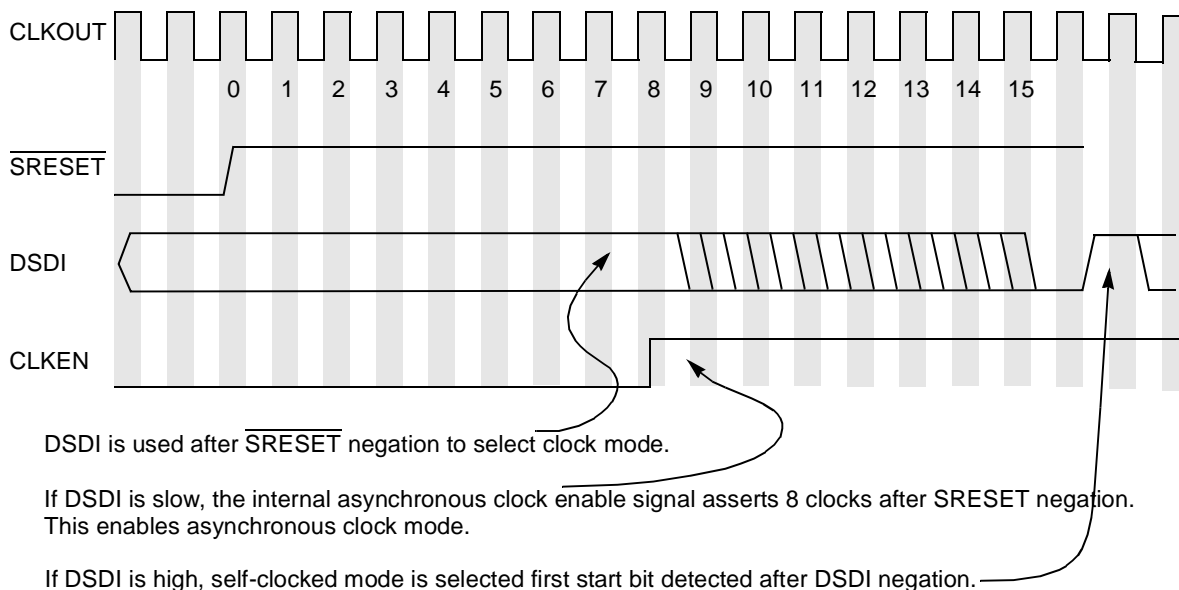 CLKOUT
0 1 2 3 4 5 6 7 8 9 10 11 12 13 14 15
SRESET
DSDI
CLKEN
DSDI is used after SRESET negation to select clock mode.
If DSDI is slow, the internal asynchronous clock enable signal asserts 8 clocks after SRESET negation.
This enables asynchronous clock mode.
If DSDI is high, self-clocked mode is selected first start bit detected after DSDI negation.